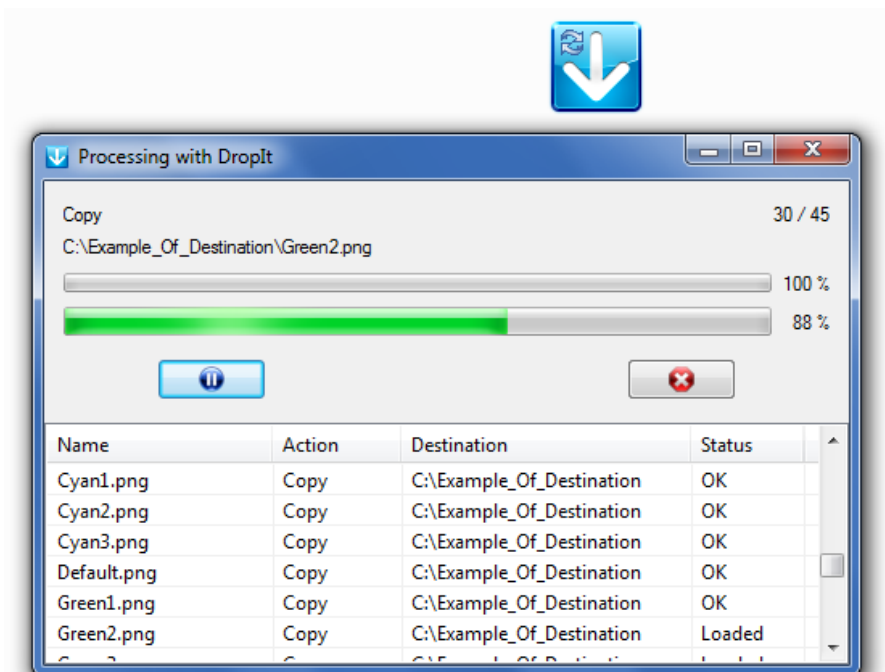 Processing with DropIt
Copy 30 / 45
C:\Example_Of_Destination\Green2.png
100 %
88 %
Name Action Destination Status
Cyan1.png Copy C:\Example_Of_Destination OK
Cyan2.png Copy C:\Example_Of_Destination OK
Cyan3.png Copy C:\Example_Of_Destination OK
Default.png Copy C:\Example_Of_Destination OK
Green1.png Copy C:\Example_Of_Destination OK
Green2.png Copy C:\Example_Of_Destination Loaded